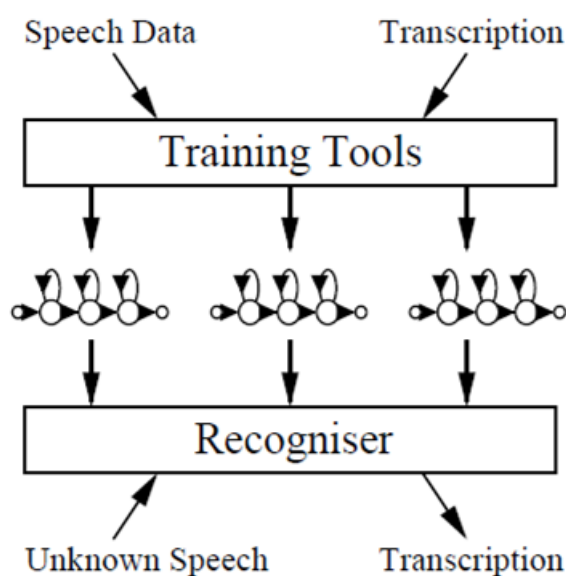 Speech Data
Transcription
Training Tools
Recogniser
Unknown Speech
Transcription